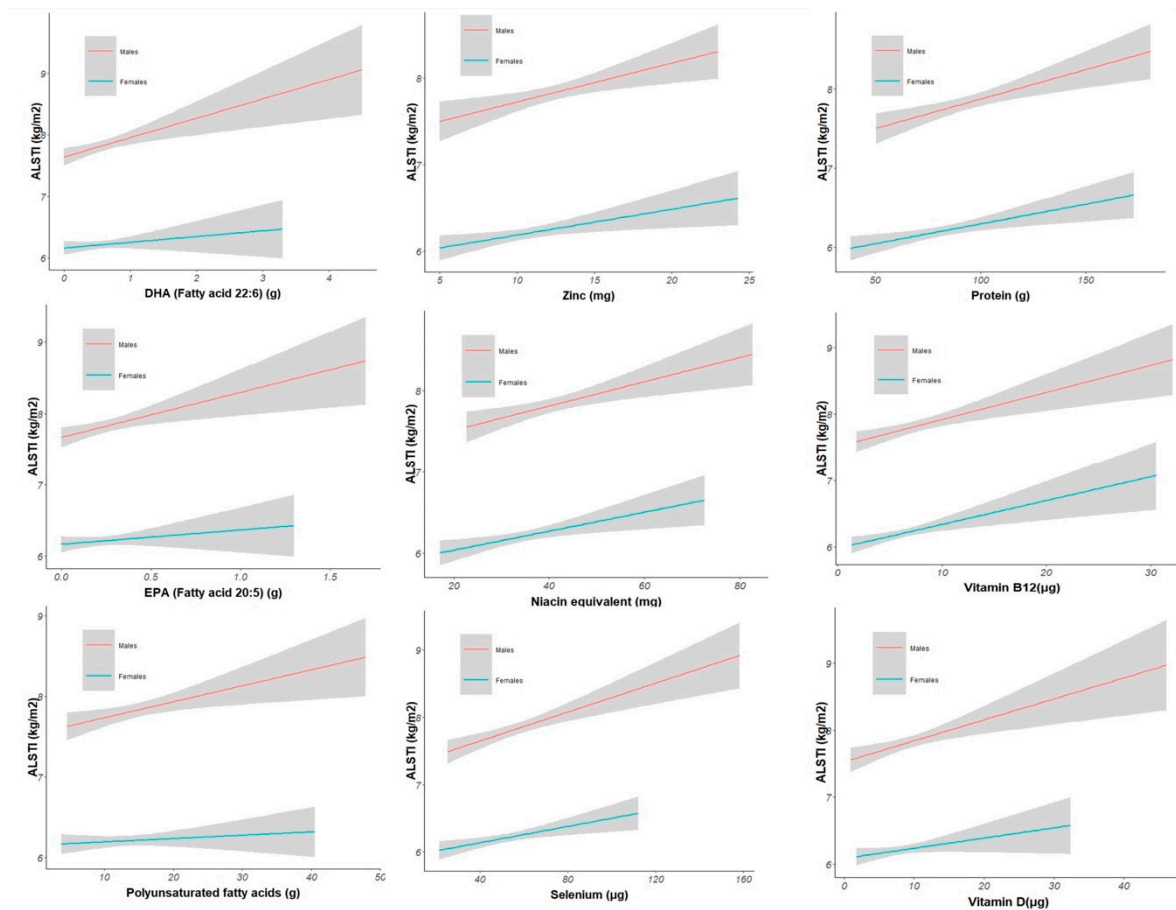 ALSTI (kg/m2)
9
8
7
6
Males
Females
0 1 2 3 4
DHA (Fatty acid 22:6) (g)
ALSTI (kg/m2)
8
7
6
Males
Females
5 10 15 20 25
Zinc (mg)
ALSTI (kg/m2)
8
7
6
Males
Females
50 100 150
Protein (g)
ALSTI (kg/m2)
9
8
7
6
Males
Females
0.0 0.5 1.0 1.5
EPA (Fatty acid 20:5) (g)
ALSTI (kg/m2)
8
7
6
Males
Females
20 40 60 80
Niacin equivalent (mg)
ALSTI (kg/m2)
9
8
7
6
Males
Females
0 10 20 30
Vitamin B12(µg)
ALSTI (kg/m2)
9
8
7
6
Males
Females
10 20 30 40 50
Polyunsaturated fatty acids (g)
ALSTI (kg/m2)
9
8
7
6
Males
Females
40 80 120 160
Selenium (µg)
ALSTI (kg/m2)
9
8
7
6
Males
Females
0 10 20 30 40
Vitamin D(µg)